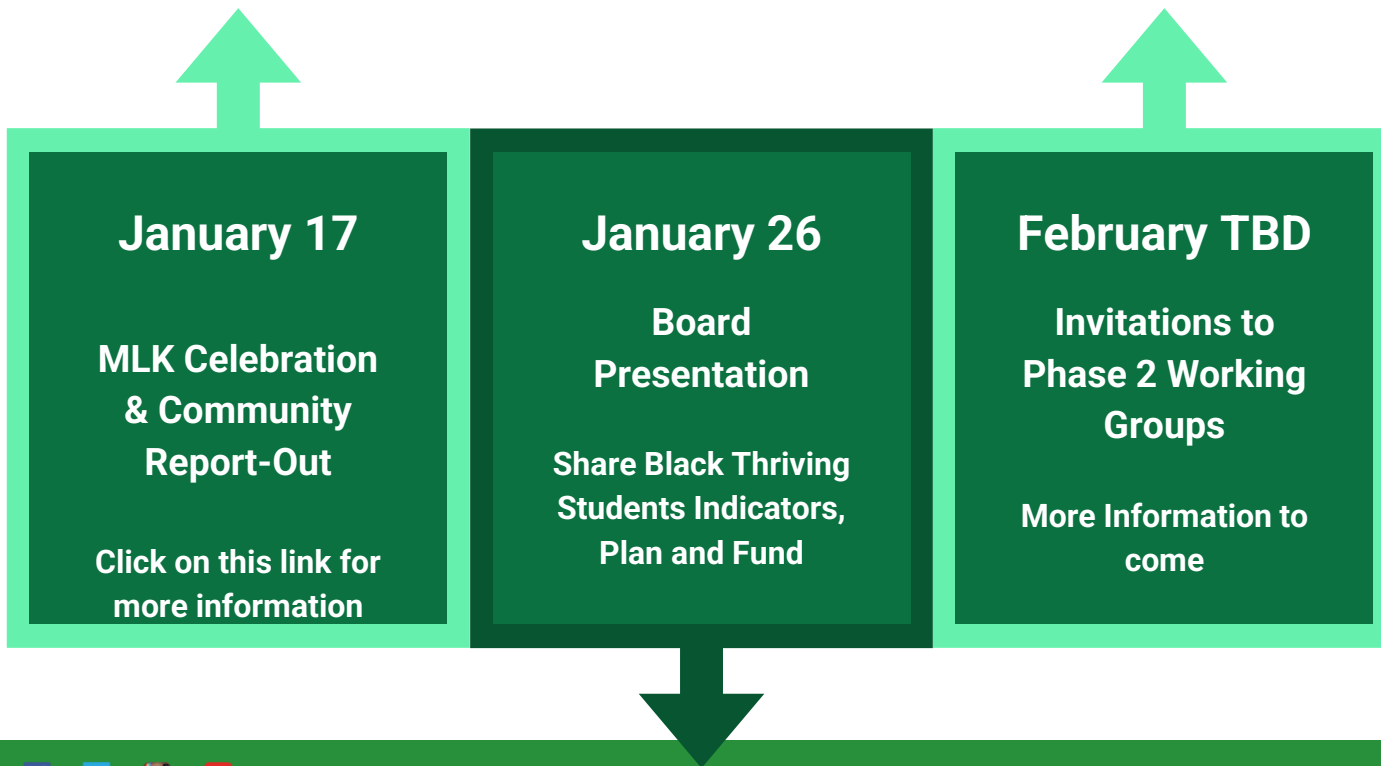 January 17
MLK Celebration
& Community
Report-Out
Click on this link for
more information
January 26
Board
Presentation
Share Black Thriving
Students Indicators,
Plan and Fund
February TBD
Invitations to
Phase 2 Working
Groups
More Information to
come